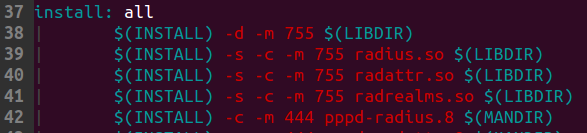 37 install: all
38 | $(INSTALL) -d -m 755 $(LIBDIR)
39 | $(INSTALL) -s -c -m 755 radius.so $(LIBDIR)
40 | $(INSTALL) -s -c -m 755 radattr.so $(LIBDIR)
41 | $(INSTALL) -s -c -m 755 radrealms.so $(LIBDIR)
42 | $(INSTALL) -c -m 444 pppd-radius.8 $(MANDIR)